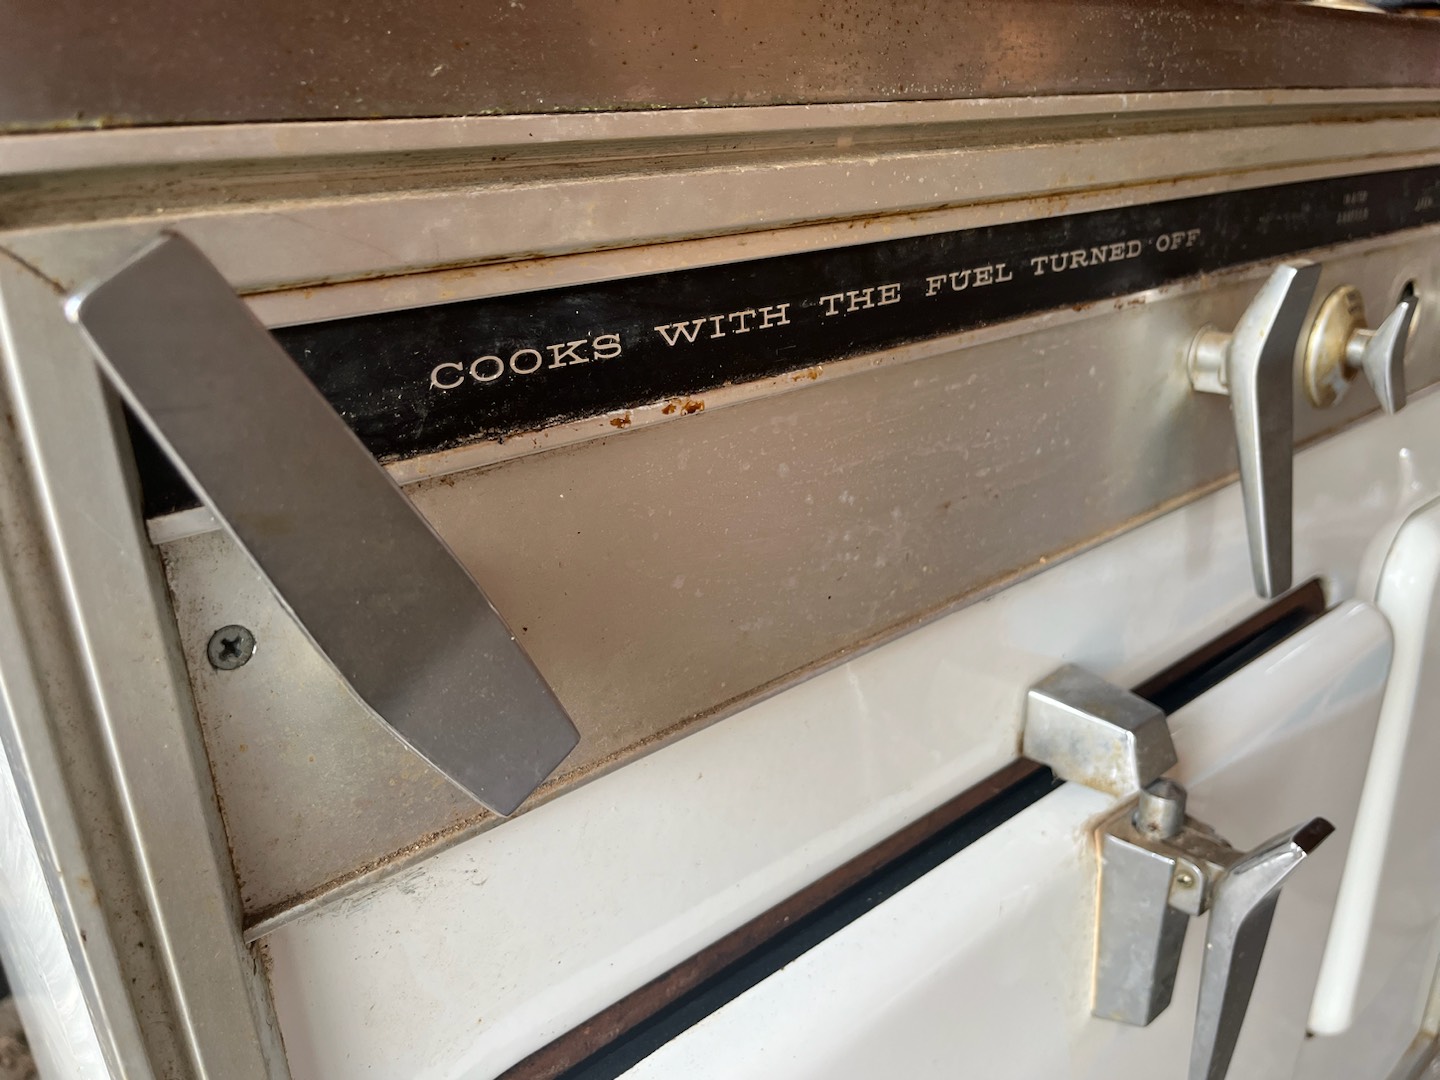 COOKS WITH THE FUEL TURNED OFF